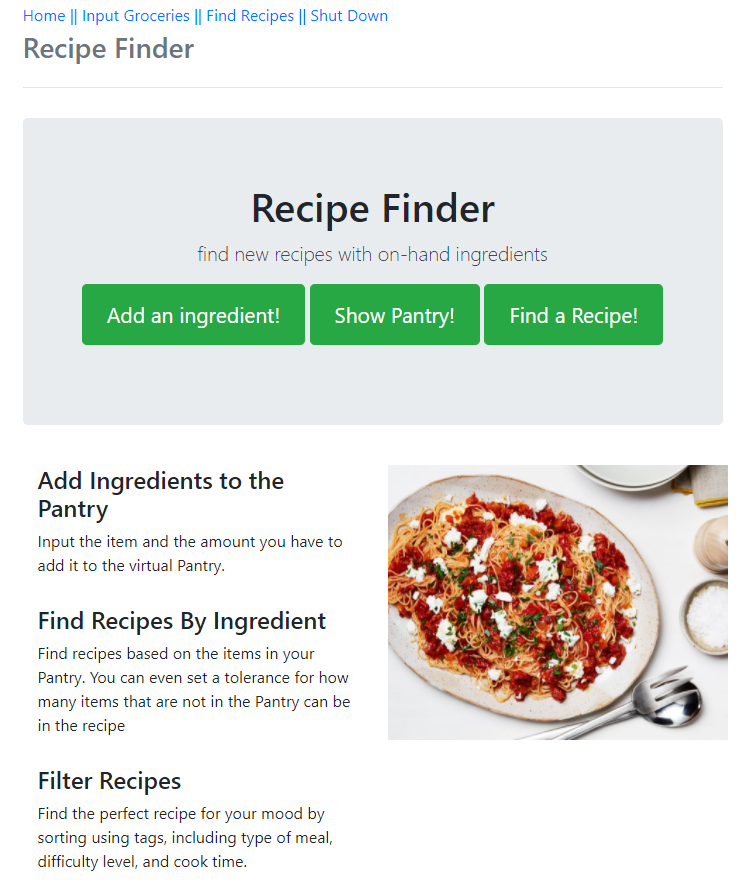 Home || Input Groceries || Find Recipes || Shut Down
Recipe Finder
Recipe Finder
find new recipes with on-hand ingredients
Add an ingredient! Show Pantry! Find a Recipe!
Add Ingredients to the
Pantry
Input the item and the amount you have to
add it to the virtual Pantry.
Find Recipes By Ingredient
Find recipes based on the items in your
Pantry. You can even set a tolerance for how
many items that are not in the Pantry can be
in the recipe
Filter Recipes
Find the perfect recipe for your mood by
sorting using tags, including type of meal,
difficulty level, and cook time.